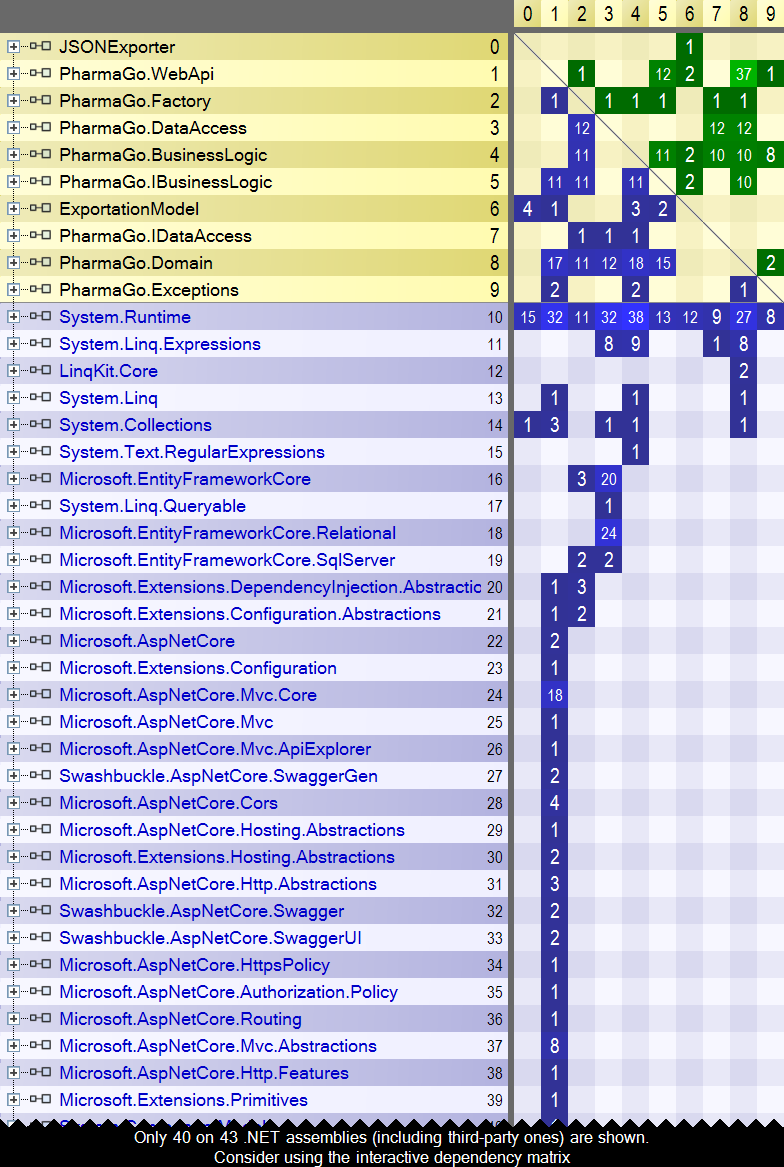 0 1 2 3 4 5 6 7 8 9
JSONExporter 0 1
PharmaGo.WebApi 1 1 12 2 37 1
PharmaGo.Factory 2 1 1 1 1 1 1
PharmaGo.DataAccess 3 12 12 12
PharmaGo.BusinessLogic 4 11 11 2 10 10 8
PharmaGo.IBusinessLogic 5 11 11 11 2 10
ExportationModel 6 4 1 3 2
PharmaGo.IDataAccess 7 1 1 1
PharmaGo.Domain 8 17 11 12 18 15 2
PharmaGo.Exceptions 9 2 2 1
System.Runtime 10 15 32 11 32 38 13 12 9 27 8
System.Linq.Expressions 11 8 9 1 8
LinqKit.Core 12 2
System.Linq 13 1 1 1
System.Collections 14 1 3 1 1 1
System.Text.RegularExpressions 15 1
Microsoft.EntityFrameworkCore 16 3 20
System.Linq.Queryable 17 1
Microsoft.EntityFrameworkCore.Relational 18 24
Microsoft.EntityFrameworkCore.SqlServer 19 2 2
Microsoft.Extensions.DependencyInjection.Abstractic 20 1 3
Microsoft.Extensions.Configuration.Abstractions 21 1 2
Microsoft.AspNetCore 22 2
Microsoft.Extensions.Configuration 23 1
Microsoft.AspNetCore.Mvc.Core 24 18
Microsoft.AspNetCore.Mvc 25 1
Microsoft.AspNetCore.Mvc.ApiExplorer 26 1
Swashbuckle.AspNetCore.SwaggerGen 27 2
Microsoft.AspNetCore.Cors 28 4
Microsoft.AspNetCore.Hosting.Abstractions 29 1
Microsoft.Extensions.Hosting.Abstractions 30 2
Microsoft.AspNetCore.Http.Abstractions 31 3
Swashbuckle.AspNetCore.Swagger 32 2
Swashbuckle.AspNetCore.SwaggerUI 33 2
Microsoft.AspNetCore.HttpsPolicy 34 1
Microsoft.AspNetCore.Authorization.Policy 35 1
Microsoft.AspNetCore.Routing 36 1
Microsoft.AspNetCore.Mvc.Abstractions 37 8
Microsoft.AspNetCore.Http.Features 38 1
Microsoft.Extensions.Primitives 39 1
Only 40 on 43 .NET assemblies (including third-party ones) are shown.
Consider using the interactive dependency matrix